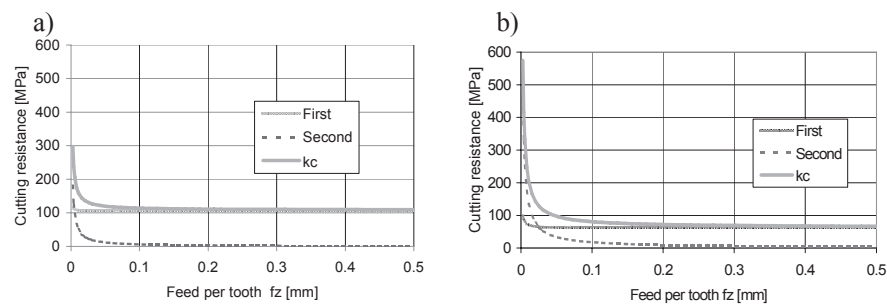 a)
Cutting resistance [MPa]
600
500
400
300
200
100
0
First
Second
kc
0 0.1 0.2 0.3 0.4 0.5
Feed per tooth fz [mm]
b)
Cutting resistance [MPa]
600
500
400
300
200
100
0
First
Second
kc
0 0.1 0.2 0.3 0.4 0.5
Feed per tooth fz [mm]